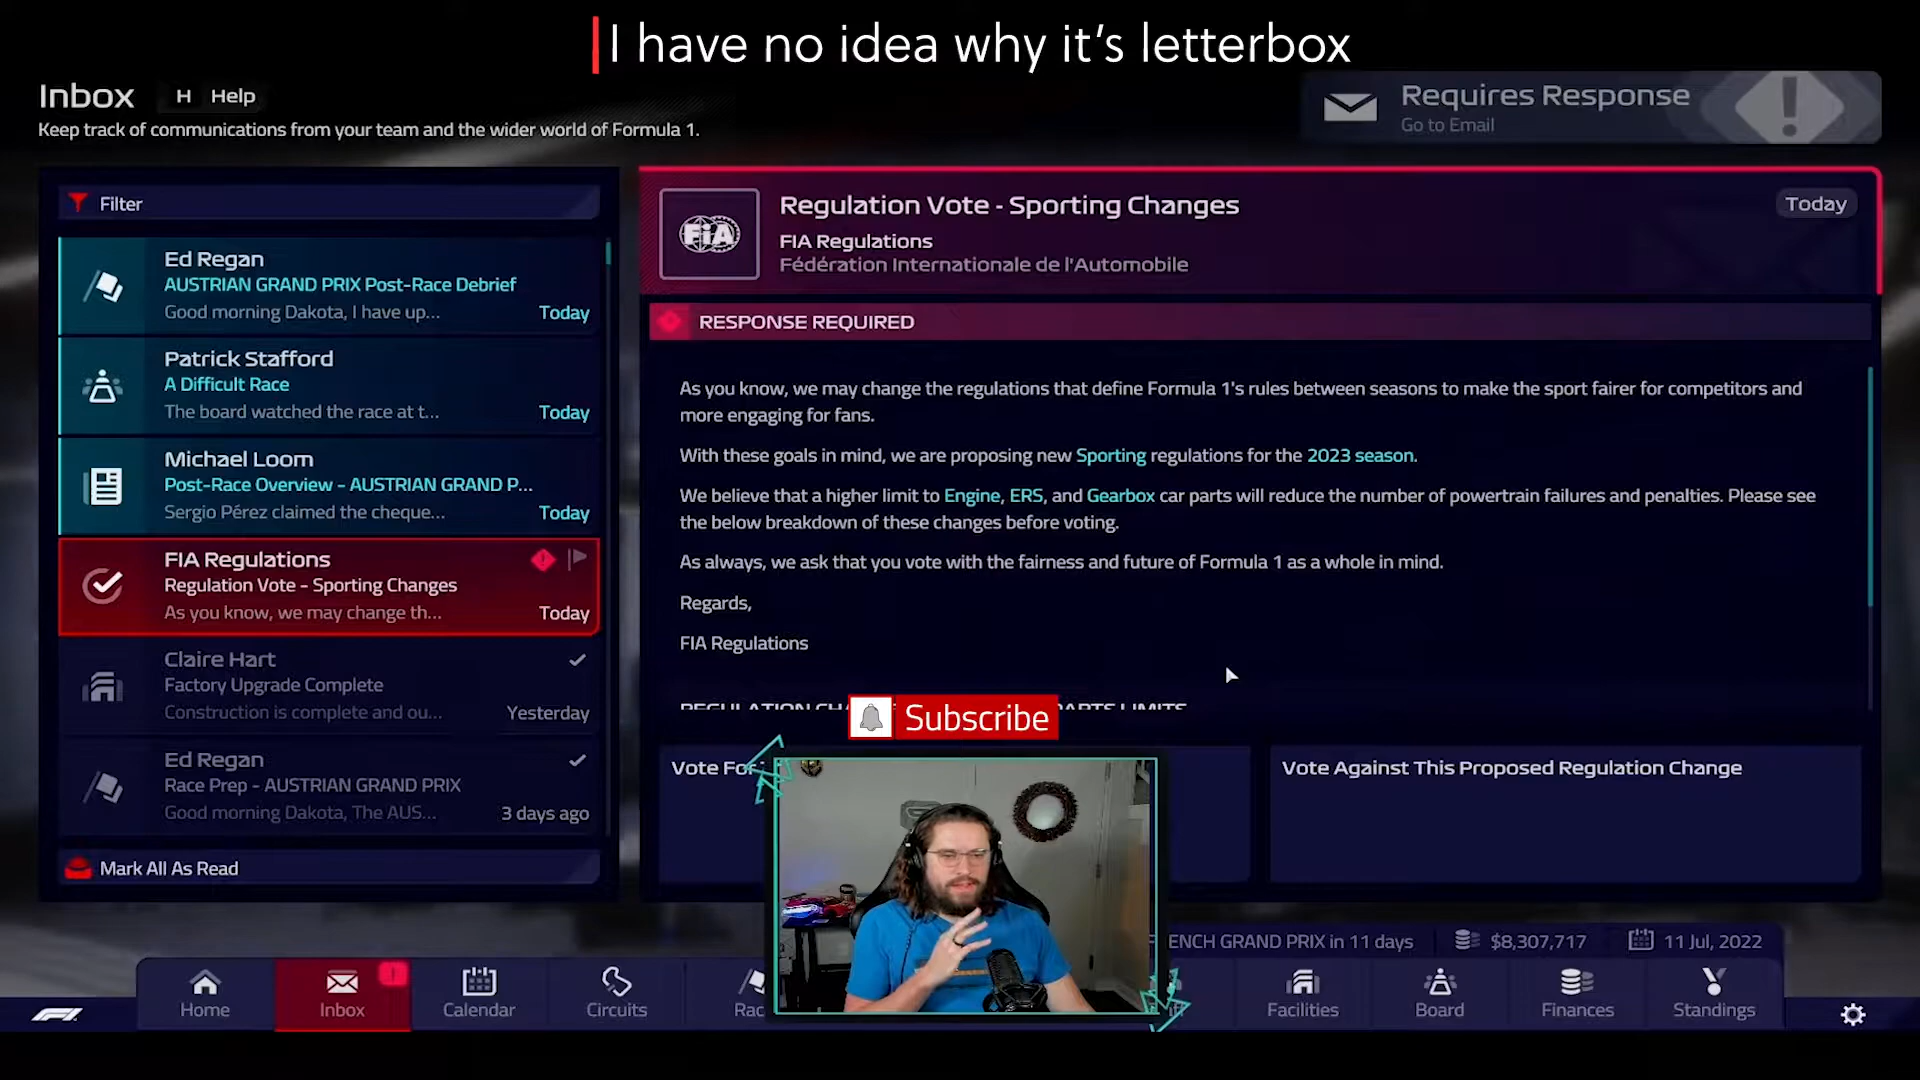 I have no idea why it's letterbox
Inbox
H Help
Keep track of communications from your team and the wider world of Formula 1.
Requires Response
Go to Email
Filter
Ed Regan
AUSTRIAN GRAND PRIX Post-Race Debrief
Good morning Dakota, I have up...
Today
Patrick Stafford
A Difficult Race
The board watched the race at t...
Today
Michael Loom
Post-Race Overview - AUSTRIAN GRAND P...
Sergio Pérez claimed the cheque...
Today
FIA Regulations
Regulation Vote - Sporting Changes
As you know, we may change th...
Today
Claire Hart
Factory Upgrade Complete
Construction is complete and ou...
Yesterday
Ed Regan
Race Prep - AUSTRIAN GRAND PRIX
Good morning Dakota, The AUS...
3 days ago
Mark All As Read
FIA
Regulation Vote - Sporting Changes
Today
FIA Regulations
Fédération Internationale de l'Automobile
RESPONSE REQUIRED
As you know, we may change the regulations that define Formula 1's rules between seasons to make the sport fairer for competitors and
more engaging for fans.
With these goals in mind, we are proposing new Sporting regulations for the 2023 season.
We believe that a higher limit to Engine, ERS, and Gearbox car parts will reduce the number of powertrain failures and penalties. Please see
the below breakdown of these changes before voting.
As always, we ask that you vote with the fairness and future of Formula 1 as a whole in mind.
Regards,
FIA Regulations
REGULATION CH PARTS LIMITS
Subscribe
Vote For
Vote Against This Proposed Regulation Change
ENCH GRAND PRIX in 11 days
$8,307,717
11 Jul, 2022
F1
Home
Inbox
Calendar
Circuits
Rac
Facilities
Board
Finances
Standings